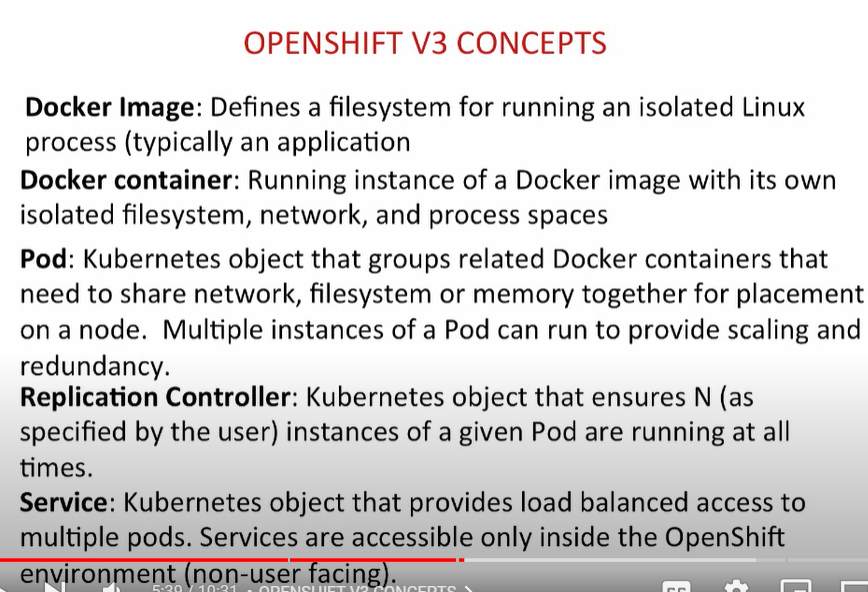 OPENSHIFT V3 CONCEPTS
Docker Image: Defines a filesystem for running an isolated Linux
process (typically an application
Docker container: Running instance of a Docker image with its own
isolated filesystem, network, and process spaces
Pod: Kubernetes object that groups related Docker containers that
need to share network, filesystem or memory together for placement
on a node. Multiple instances of a Pod can run to provide scaling and
redundancy.
Replication Controller: Kubernetes object that ensures N (as
specified by the user) instances of a given Pod are running at all
times.
Service: Kubernetes object that provides load balanced access to
multiple pods. Services are accessible only inside the OpenShift
environment (non-user facing).
5:39 / 10:31 • OPENSHIFT V3 CONCEPTS
CC